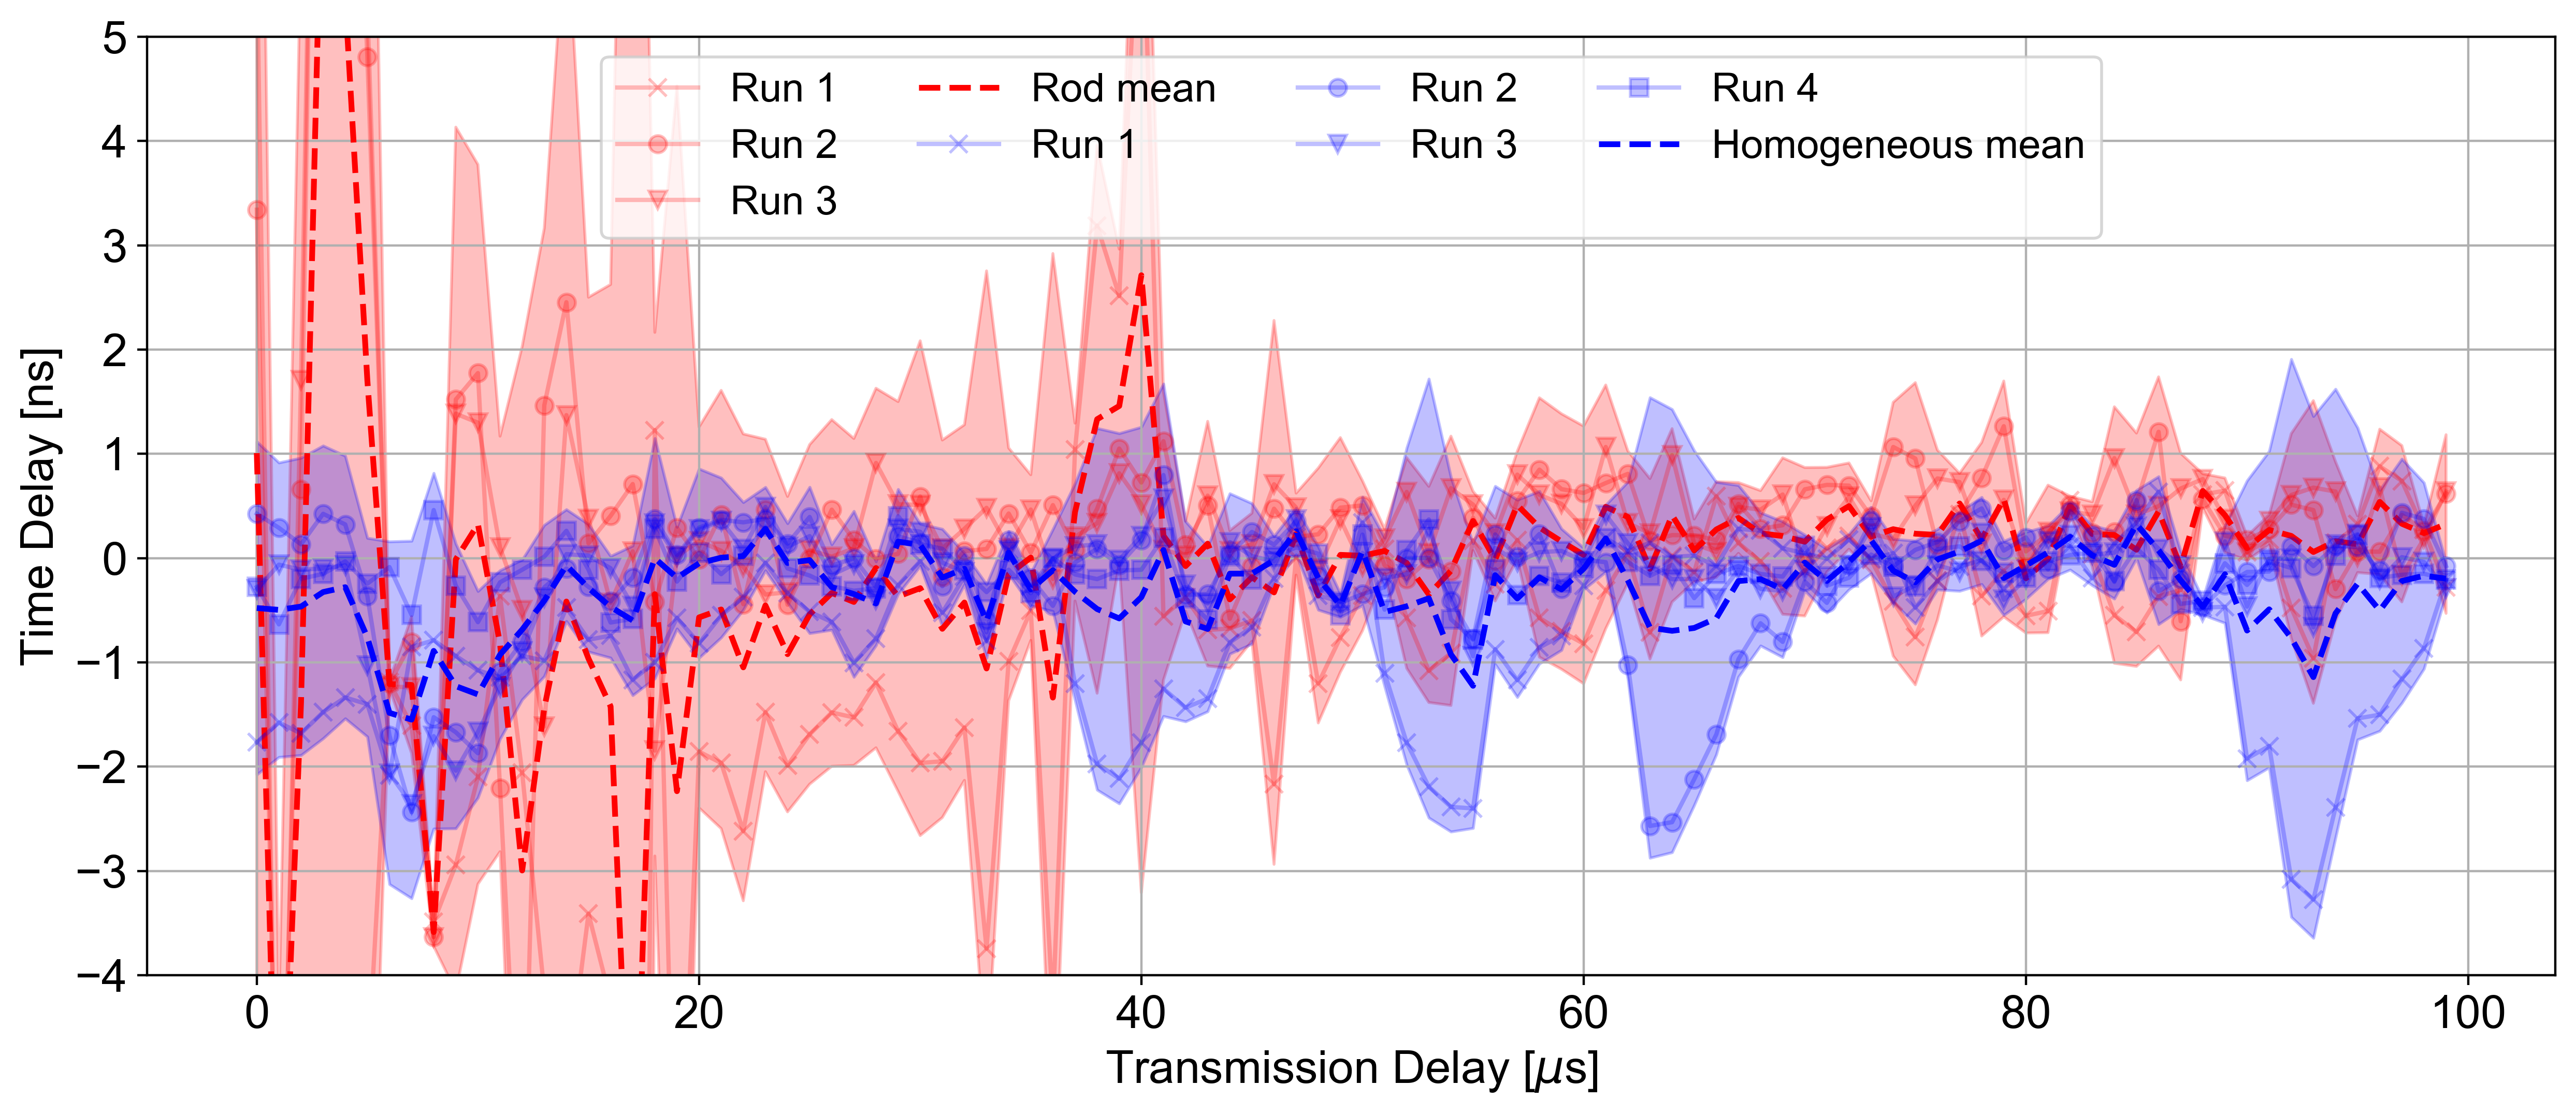 5
4
3
2
1
0
−1
−2
−3
−4
Time Delay [ns]
Run 1
Run 2
Run 3
Rod mean
Run 1
Run 2
Run 3
Run 4
Homogeneous mean
0
20
40
60
80
100
Transmission Delay [μs]